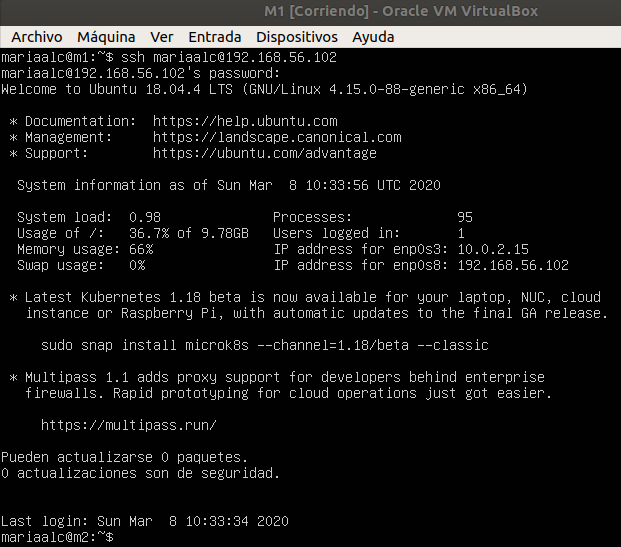 M1 [Corriendo] - Oracle VM VirtualBox
Archivo Máquina Ver Entrada Dispositivos Ayuda
mariaalc@m1:~$ ssh mariaalc@192.168.56.102
mariaalc@192.168.56.102's password:
Welcome to Ubuntu 18.04.4 LTS (GNU/Linux 4.15.0-88-generic x86_64)

 * Documentation:  https://help.ubuntu.com
 * Management:     https://landscape.canonical.com
 * Support:        https://ubuntu.com/advantage

  System information as of Sun Mar  8 10:33:56 UTC 2020

  System load:  0.98              Processes:             95
  Usage of /:   36.7% of 9.78GB   Users logged in:       1
  Memory usage: 66%               IP address for enp0s3: 10.0.2.15
  Swap usage:   0%                IP address for enp0s8: 192.168.56.102

 * Latest Kubernetes 1.18 beta is now available for your laptop, NUC, cloud
   instance or Raspberry Pi, with automatic updates to the final GA release.

     sudo snap install microk8s --channel=1.18/beta --classic

 * Multipass 1.1 adds proxy support for developers behind enterprise
   firewalls. Rapid prototyping for cloud operations just got easier.

     https://multipass.run/

Pueden actualizarse 0 paquetes.
0 actualizaciones son de seguridad.

Last login: Sun Mar  8 10:33:34 2020
mariaalc@m2:~$